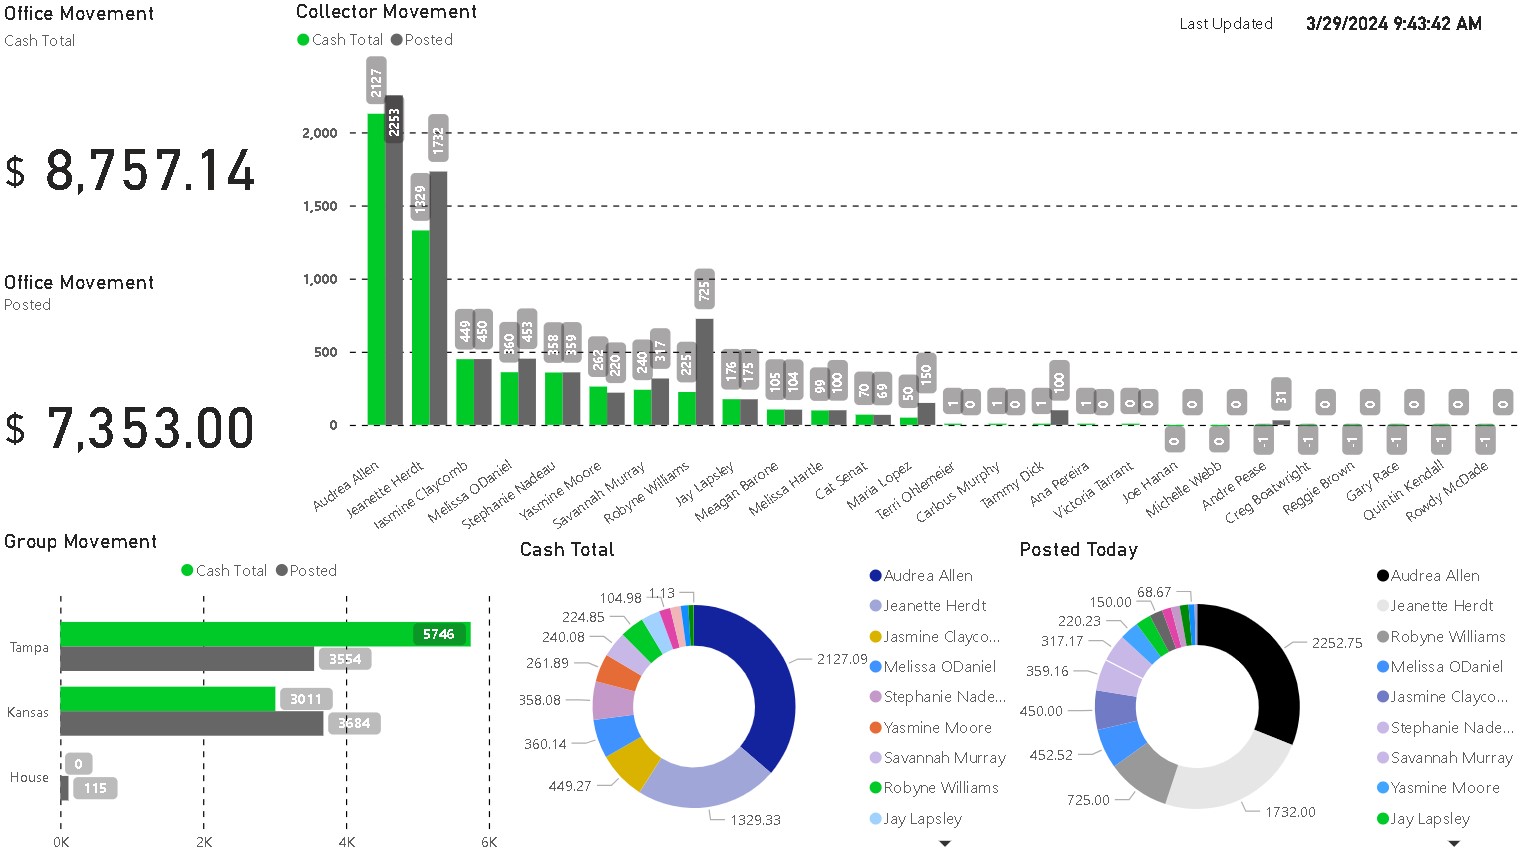 Office Movement
Cash Total
$ 8,757.14
Office Movement
Posted
$ 7,353.00
Collector Movement
Cash Total Posted
Last Updated 3/29/2024 9:43:42 AM
2,000
1,500
1,000
500
0
2127 2253 1329 1732 449 450 360 453 358 359 262 220 240 317 225 725 176 175 105 104 99 100 70 69 50 150 1 0 1 0 1 100 1 0 0 0 0 0 0 0 -1 31 -1 0 -1 0 -1 0 -1 0 -1 0
Audrea Allen
Jeanette Herdt
Jasmine Claycomb
Melissa ODaniel
Stephanie Nadeau
Yasmine Moore
Savannah Murray
Robyne Williams
Jay Lapsley
Meagan Barone
Melissa Hartle
Cat Senat
Maria Lopez
Terri Ohlemeier
Carlous Murphy
Tammy Dick
Ana Pereira
Victoria Tarrant
Joe Hanan
Michelle Webb
Andre Pease
Creg Boatwright
Reggie Brown
Gary Race
Quintin Kendall
Rowdy McDade
Group Movement
Cash Total Posted
Tampa
5746
3554
Kansas
3011
3684
House
0
115
0K 2K 4K 6K
Cash Total
2127.09
1329.33
449.27
360.14
358.08
261.89
240.08
224.85
104.98
1.13
Audrea Allen
Jeanette Herdt
Jasmine Clayco...
Melissa ODaniel
Stephanie Nade...
Yasmine Moore
Savannah Murray
Robyne Williams
Jay Lapsley
Posted Today
2252.75
1732.00
725.00
452.52
450.00
359.16
317.17
220.23
150.00
68.67
Audrea Allen
Jeanette Herdt
Robyne Williams
Melissa ODaniel
Jasmine Clayco...
Stephanie Nade...
Savannah Murray
Yasmine Moore
Jay Lapsley